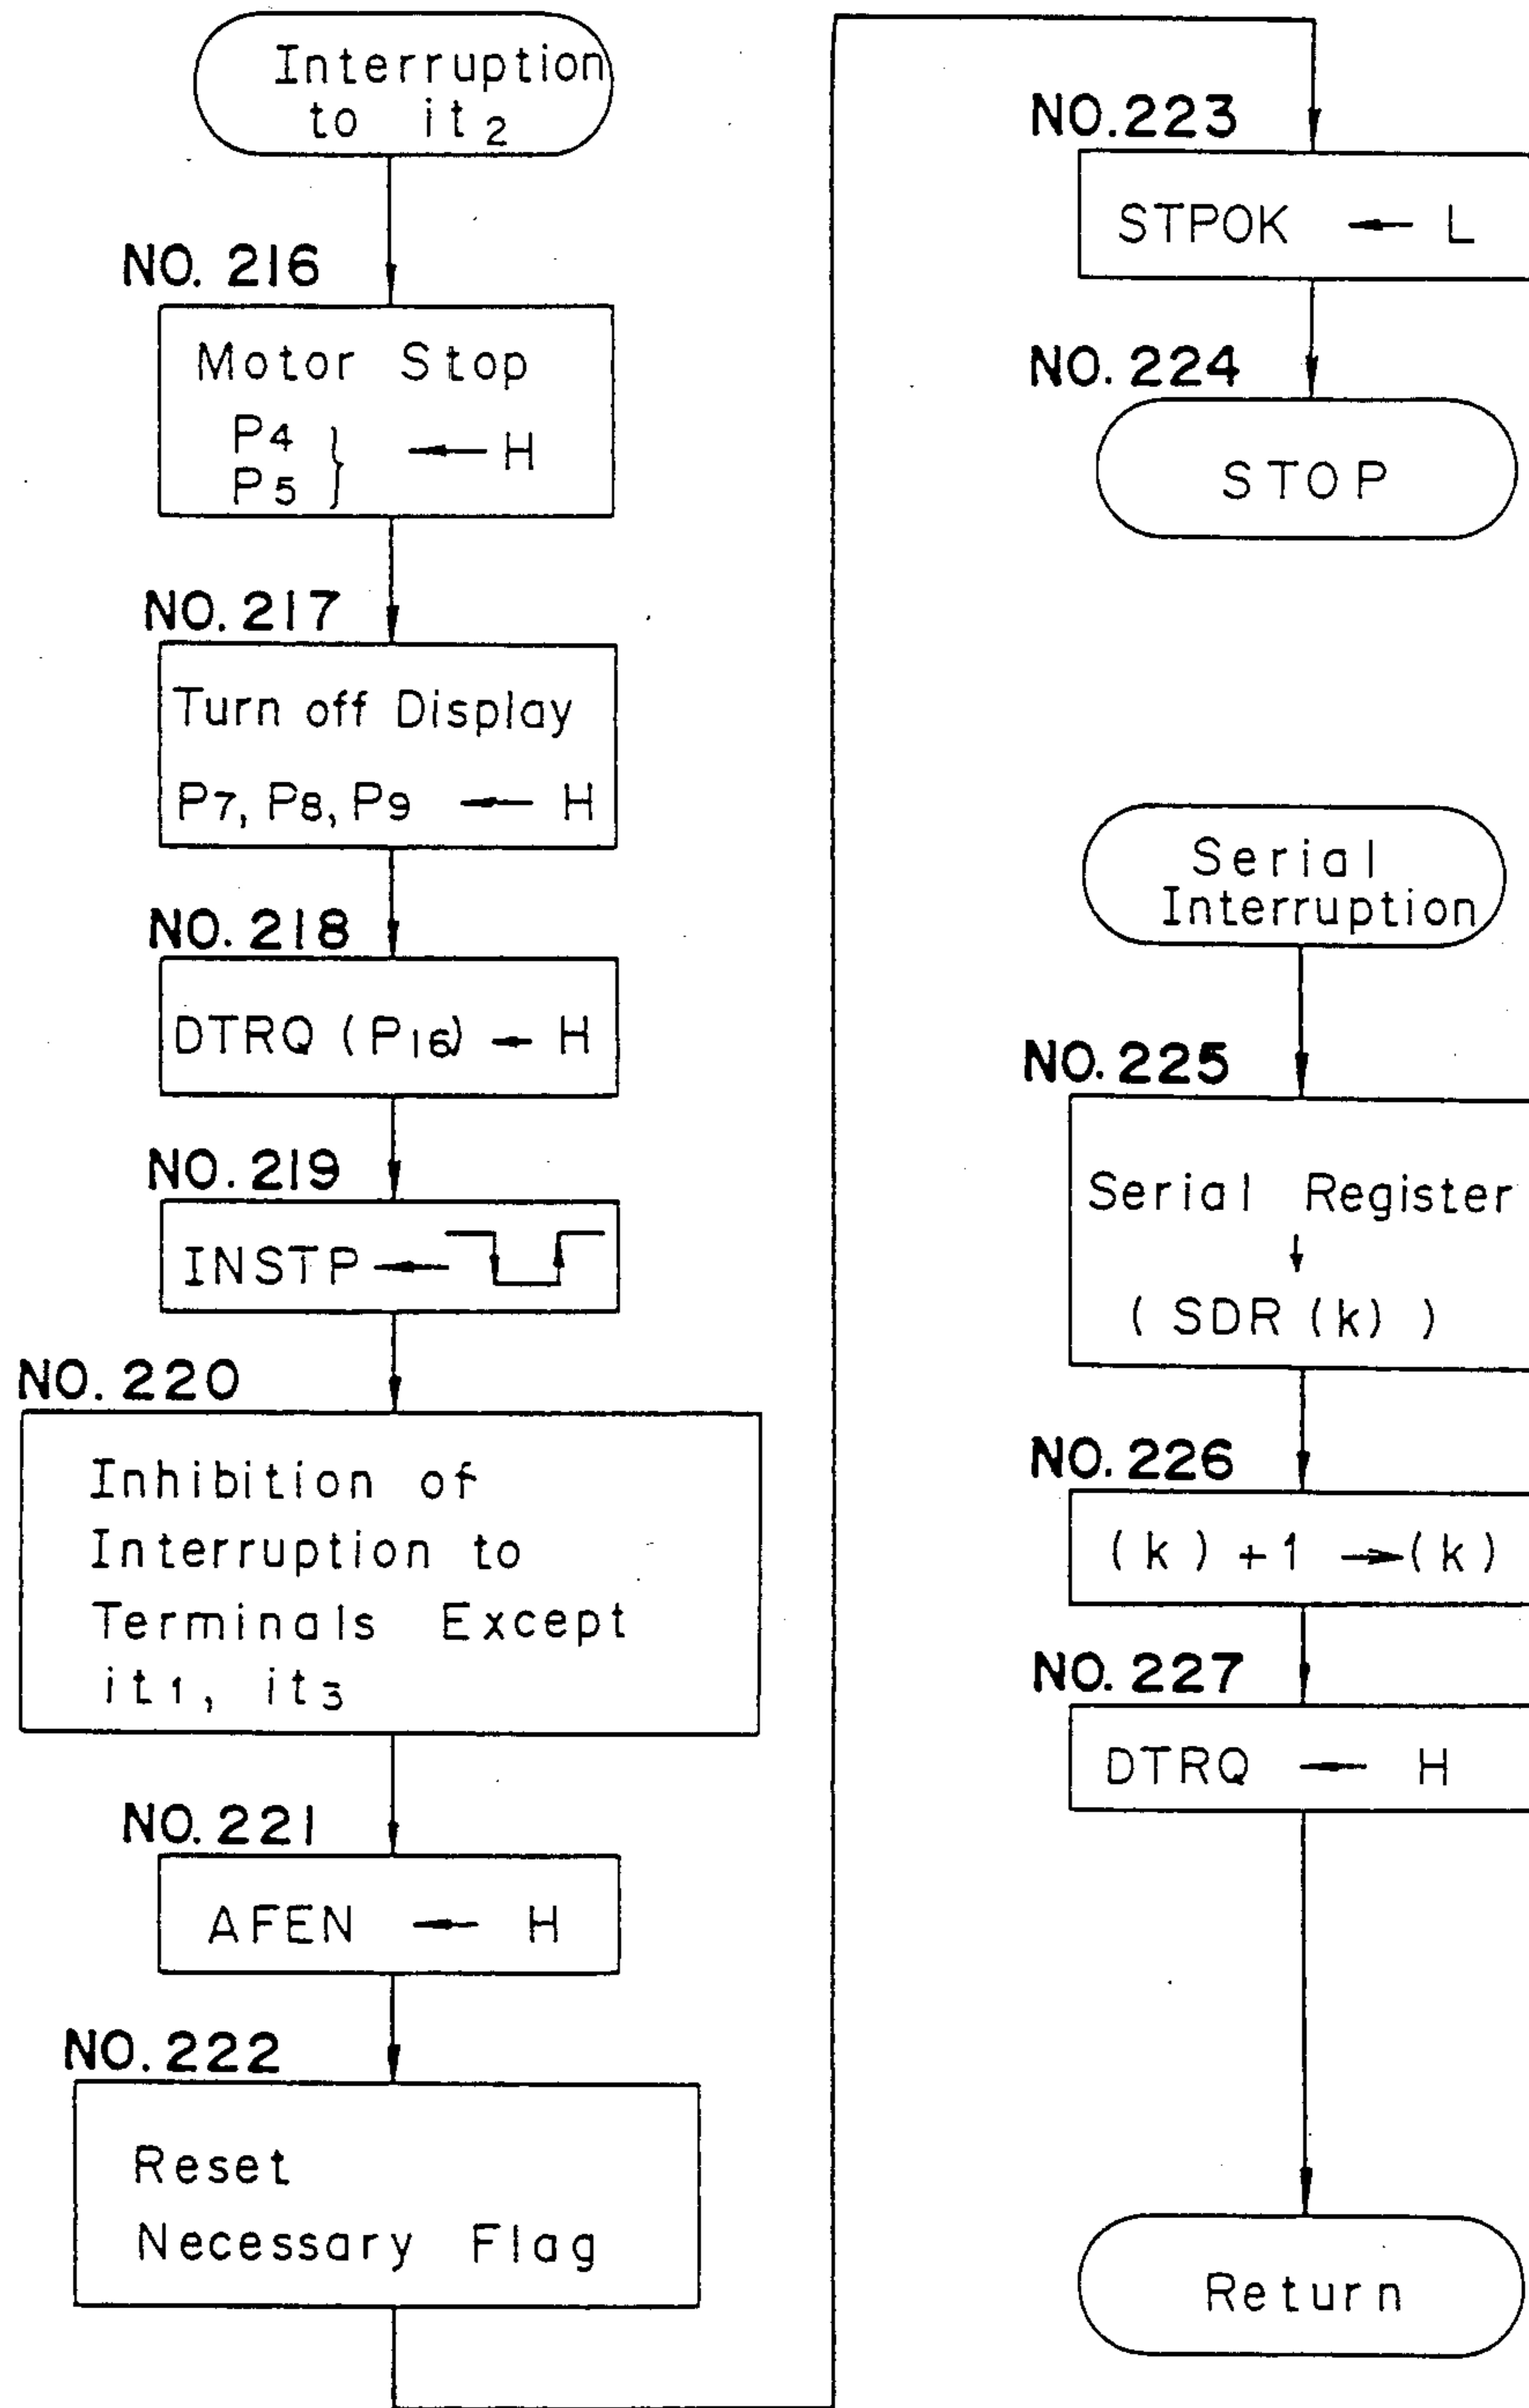 Interruption
to it2
NO. 216
Motor Stop
P4
P5 } ← H
NO. 217
Turn off Display
P7, P8, P9 ← H
NO. 218
DTRQ (P16) ← H
NO. 219
INSTP ←
NO. 220
Inhibition of
Interruption to
Terminals Except
it1, it3
NO. 221
AFEN ← H
NO. 222
Reset
Necessary Flag
NO. 223
STPOK ← L
NO. 224
STOP
Serial
Interruption
NO. 225
Serial Register
↓
( SDR (k) )
NO. 226
(k) + 1 → (k)
NO. 227
DTRQ ← H
Return